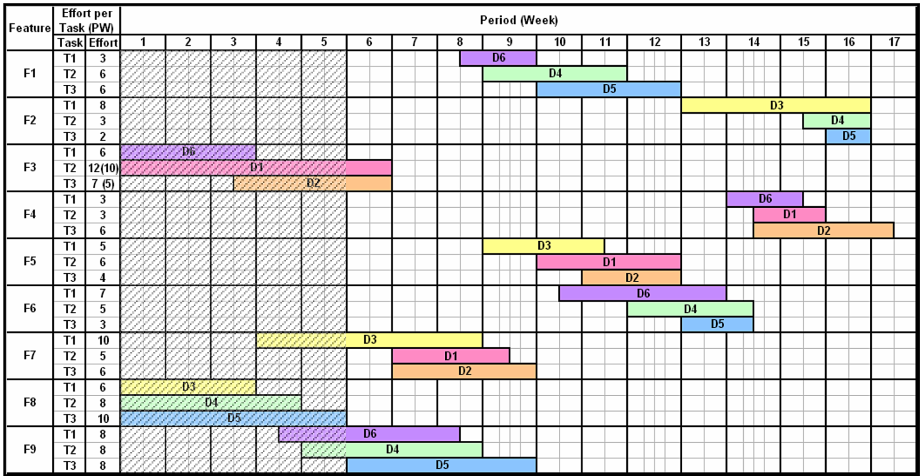 Feature Effort per Task (PW) Period (Week)
Task Effort 1 2 3 4 5 6 7 8 9 10 11 12 13 14 15 16 17
F1 T1 3 D6
T2 6 D4
T3 6 D5
F2 T1 8 D3
T2 3 D4
T3 2 D5
F3 T1 6 D6
T2 12(10) D1
T3 7 (5) D2
F4 T1 3 D6
T2 3 D1
T3 6 D2
F5 T1 5 D3
T2 6 D1
T3 4 D2
F6 T1 7 D6
T2 5 D4
T3 3 D5
F7 T1 10 D3
T2 5 D1
T3 6 D2
F8 T1 6 D3
T2 8 D4
T3 10 D5
F9 T1 8 D6
T2 8 D4
T3 8 D5